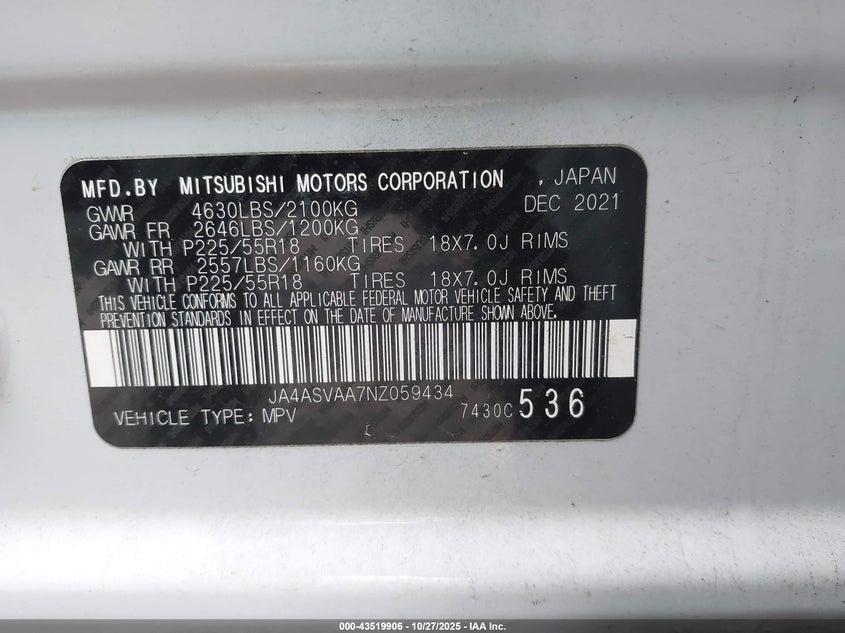 MFD.BY MITSUBISHI MOTORS CORPORATION , JAPAN
GVWR 4630LBS/2100KG DEC 2021
GAWR FR 2646LBS/1200KG
WITH P225/55R18 TIRES 18X7.0J RIMS
GAWR RR 2557LBS/1160KG
WITH P225/55R18 TIRES 18X7.0J RIMS
THIS VEHICLE CONFORMS TO ALL APPLICABLE FEDERAL MOTOR VEHICLE SAFETY AND THEFT
PREVENTION STANDARDS IN EFFECT ON THE DATE OF MANUFACTURE SHOWN ABOVE.
JA4ASVAA7NZ059434
VEHICLE TYPE: MPV 7430C 536
000-43519906 - 10/27/2025 - IAA Inc.